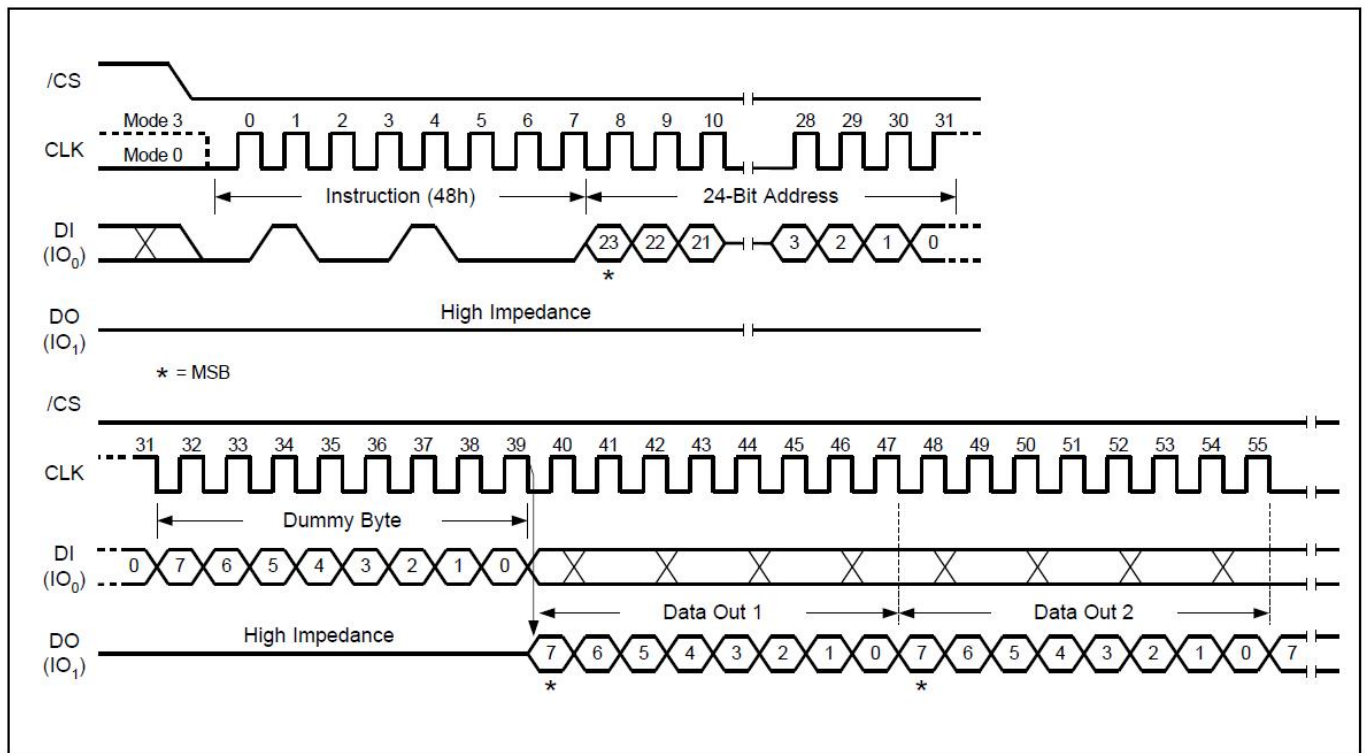 /CS
Mode 3 0 1 2 3 4 5 6 7 8 9 10 28 29 30 31
CLK Mode 0
Instruction (48h) 24-Bit Address
DI
(IO0) 23 22 21 3 2 1 0
*
DO High Impedance
(IO1)
* = MSB
/CS
31 32 33 34 35 36 37 38 39 40 41 42 43 44 45 46 47 48 49 50 51 52 53 54 55
CLK
Dummy Byte
DI
(IO0) 0 7 6 5 4 3 2 1 0
Data Out 1 Data Out 2
DO High Impedance
(IO1) 7 6 5 4 3 2 1 0 7 6 5 4 3 2 1 0 7
* *